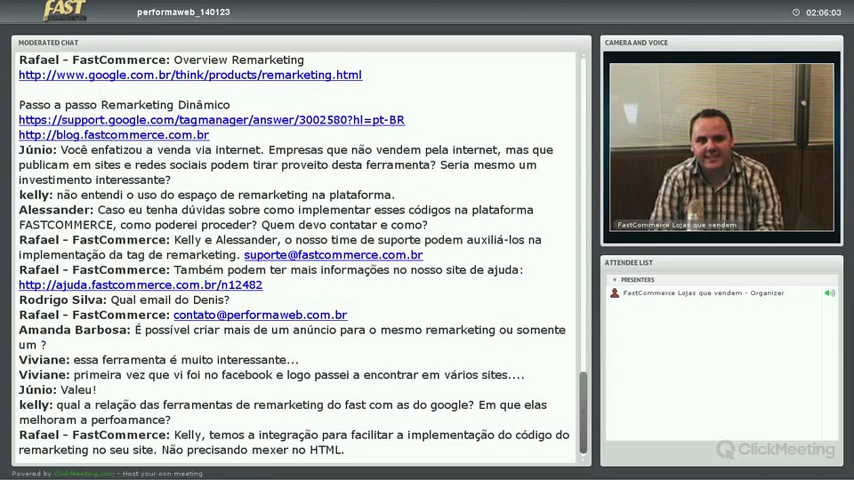 FAST
performaweb_140123
02:06:03
MODERATED CHAT
Rafael - FastCommerce: Overview Remarketing
http://www.google.com.br/think/products/remarketing.html
Passo a passo Remarketing Dinâmico
https://support.google.com/tagmanager/answer/3002580?hl=pt-BR
http://blog.fastcommerce.com.br
Júnio: Você enfatizou a venda via internet. Empresas que não vendem pela internet, mas que
publicam em sites e redes sociais podem tirar proveito desta ferramenta? Seria mesmo um
investimento interessante?
kelly: não entendi o uso do espaço de remarketing na plataforma.
Alessander: Caso eu tenha dúvidas sobre como implementar esses códigos na plataforma
FASTCOMMERCE, como poderei proceder? Quem devo contatar e como?
Rafael - FastCommerce: Kelly e Alessander, o nosso time de suporte podem auxiliá-los na
implementação da tag de remarketing. suporte@fastcommerce.com.br
Rafael - FastCommerce: Também podem ter mais informações no nosso site de ajuda:
http://ajuda.fastcommerce.com.br/n12482
Rodrigo Silva: Qual email do Denis?
Rafael - FastCommerce: contato@performaweb.com.br
Amanda Barbosa: É possível criar mais de um anúncio para o mesmo remarketing ou somente
um ?
Viviane: essa ferramenta é muito interessante...
Viviane: primeira vez que vi foi no facebook e logo passei a encontrar em vários sites....
Júnio: Valeu!
kelly: qual a relação das ferramentas de remarketing do fast com as do google? Em que elas
melhoram a perfoamance?
Rafael - FastCommerce: Kelly, temos a integração para facilitar a implementação do código do
remarketing no seu site. Não precisando mexer no HTML.
Powered by ClickMeeting.com - Host your own meeting
CAMERA AND VOICE
FastCommerce Lojas que vendem
ATTENDEE LIST
PRESENTERS
FastCommerce Lojas que vendem - Organizer
ClickMeeting